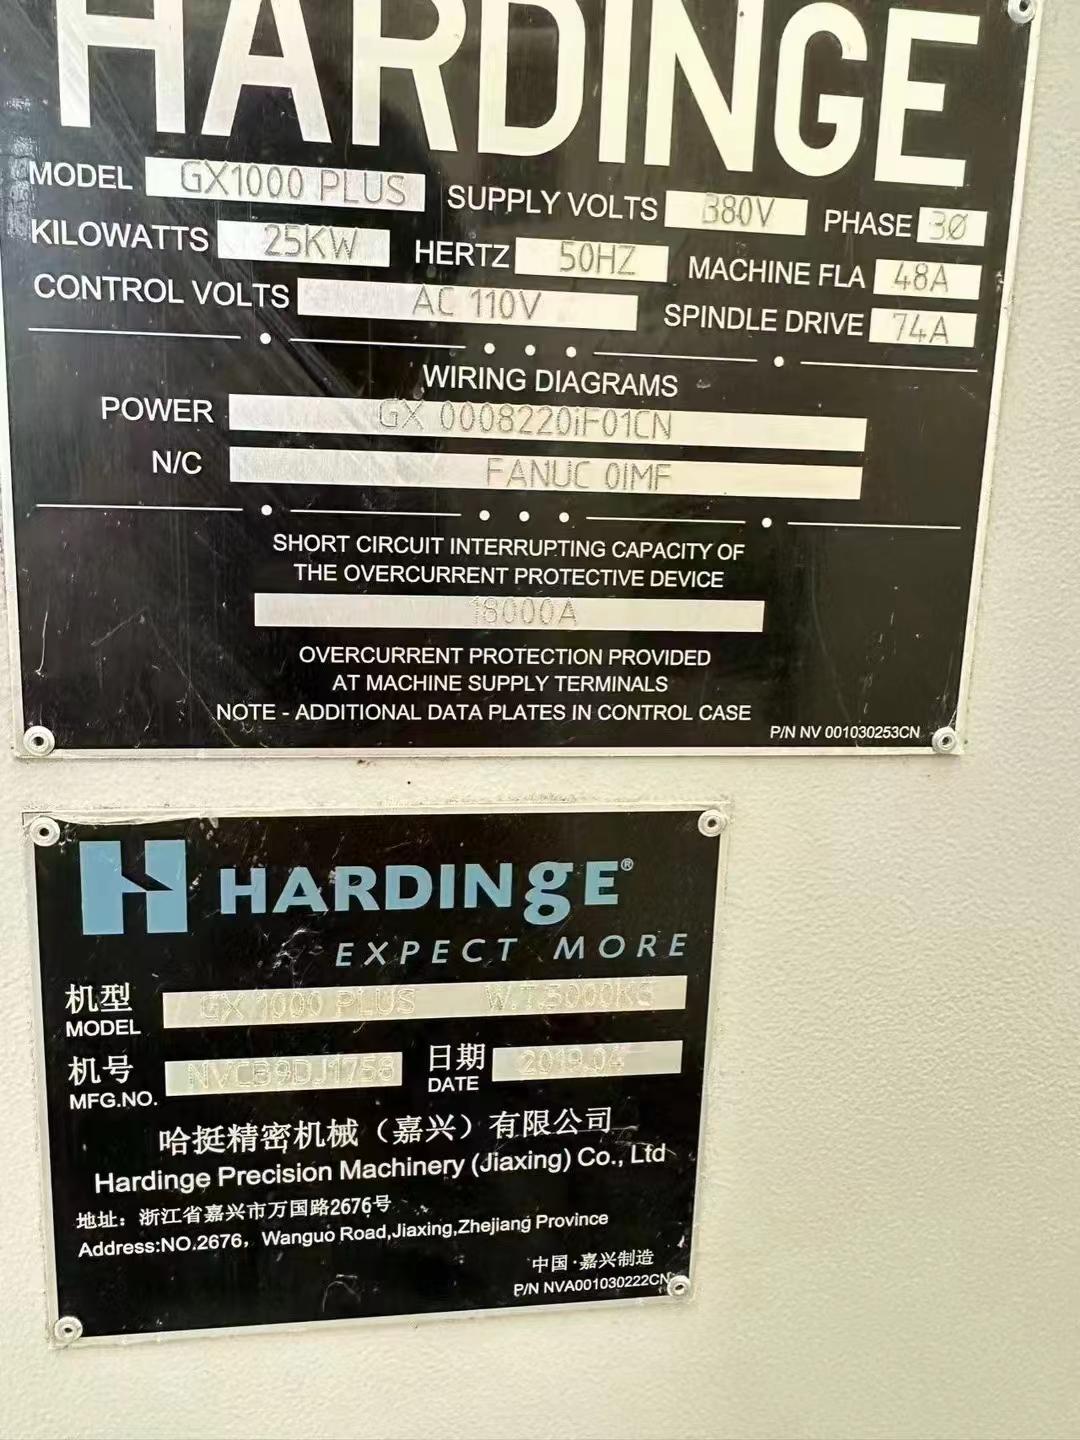 HARDINGE
MODEL GX1000 PLUS SUPPLY VOLTS 380V PHASE 3Ø
KILOWATTS 25KW HERTZ 50HZ MACHINE FLA 48A
CONTROL VOLTS AC 110V SPINDLE DRIVE 74A
WIRING DIAGRAMS
POWER GX 0008220iF01CN
N/C FANUC 0IMF
SHORT CIRCUIT INTERRUPTING CAPACITY OF
THE OVERCURRENT PROTECTIVE DEVICE
18000A
OVERCURRENT PROTECTION PROVIDED
AT MACHINE SUPPLY TERMINALS
NOTE - ADDITIONAL DATA PLATES IN CONTROL CASE
P/N NV 001030253CN
H HARDINgE®
EXPECT MORE
机型 GX 1000 PLUS W.T.5000KG
MODEL
机号 NVCB9DJ1758 日期 2019.04
MFG.NO. DATE
哈挺精密机械（嘉兴）有限公司
Hardinge Precision Machinery (Jiaxing) Co., Ltd
地址：浙江省嘉兴市万国路2676号
Address:NO.2676，Wanguo Road,Jiaxing,Zhejiang Province
中国·嘉兴制造
P/N NVA001030222CN